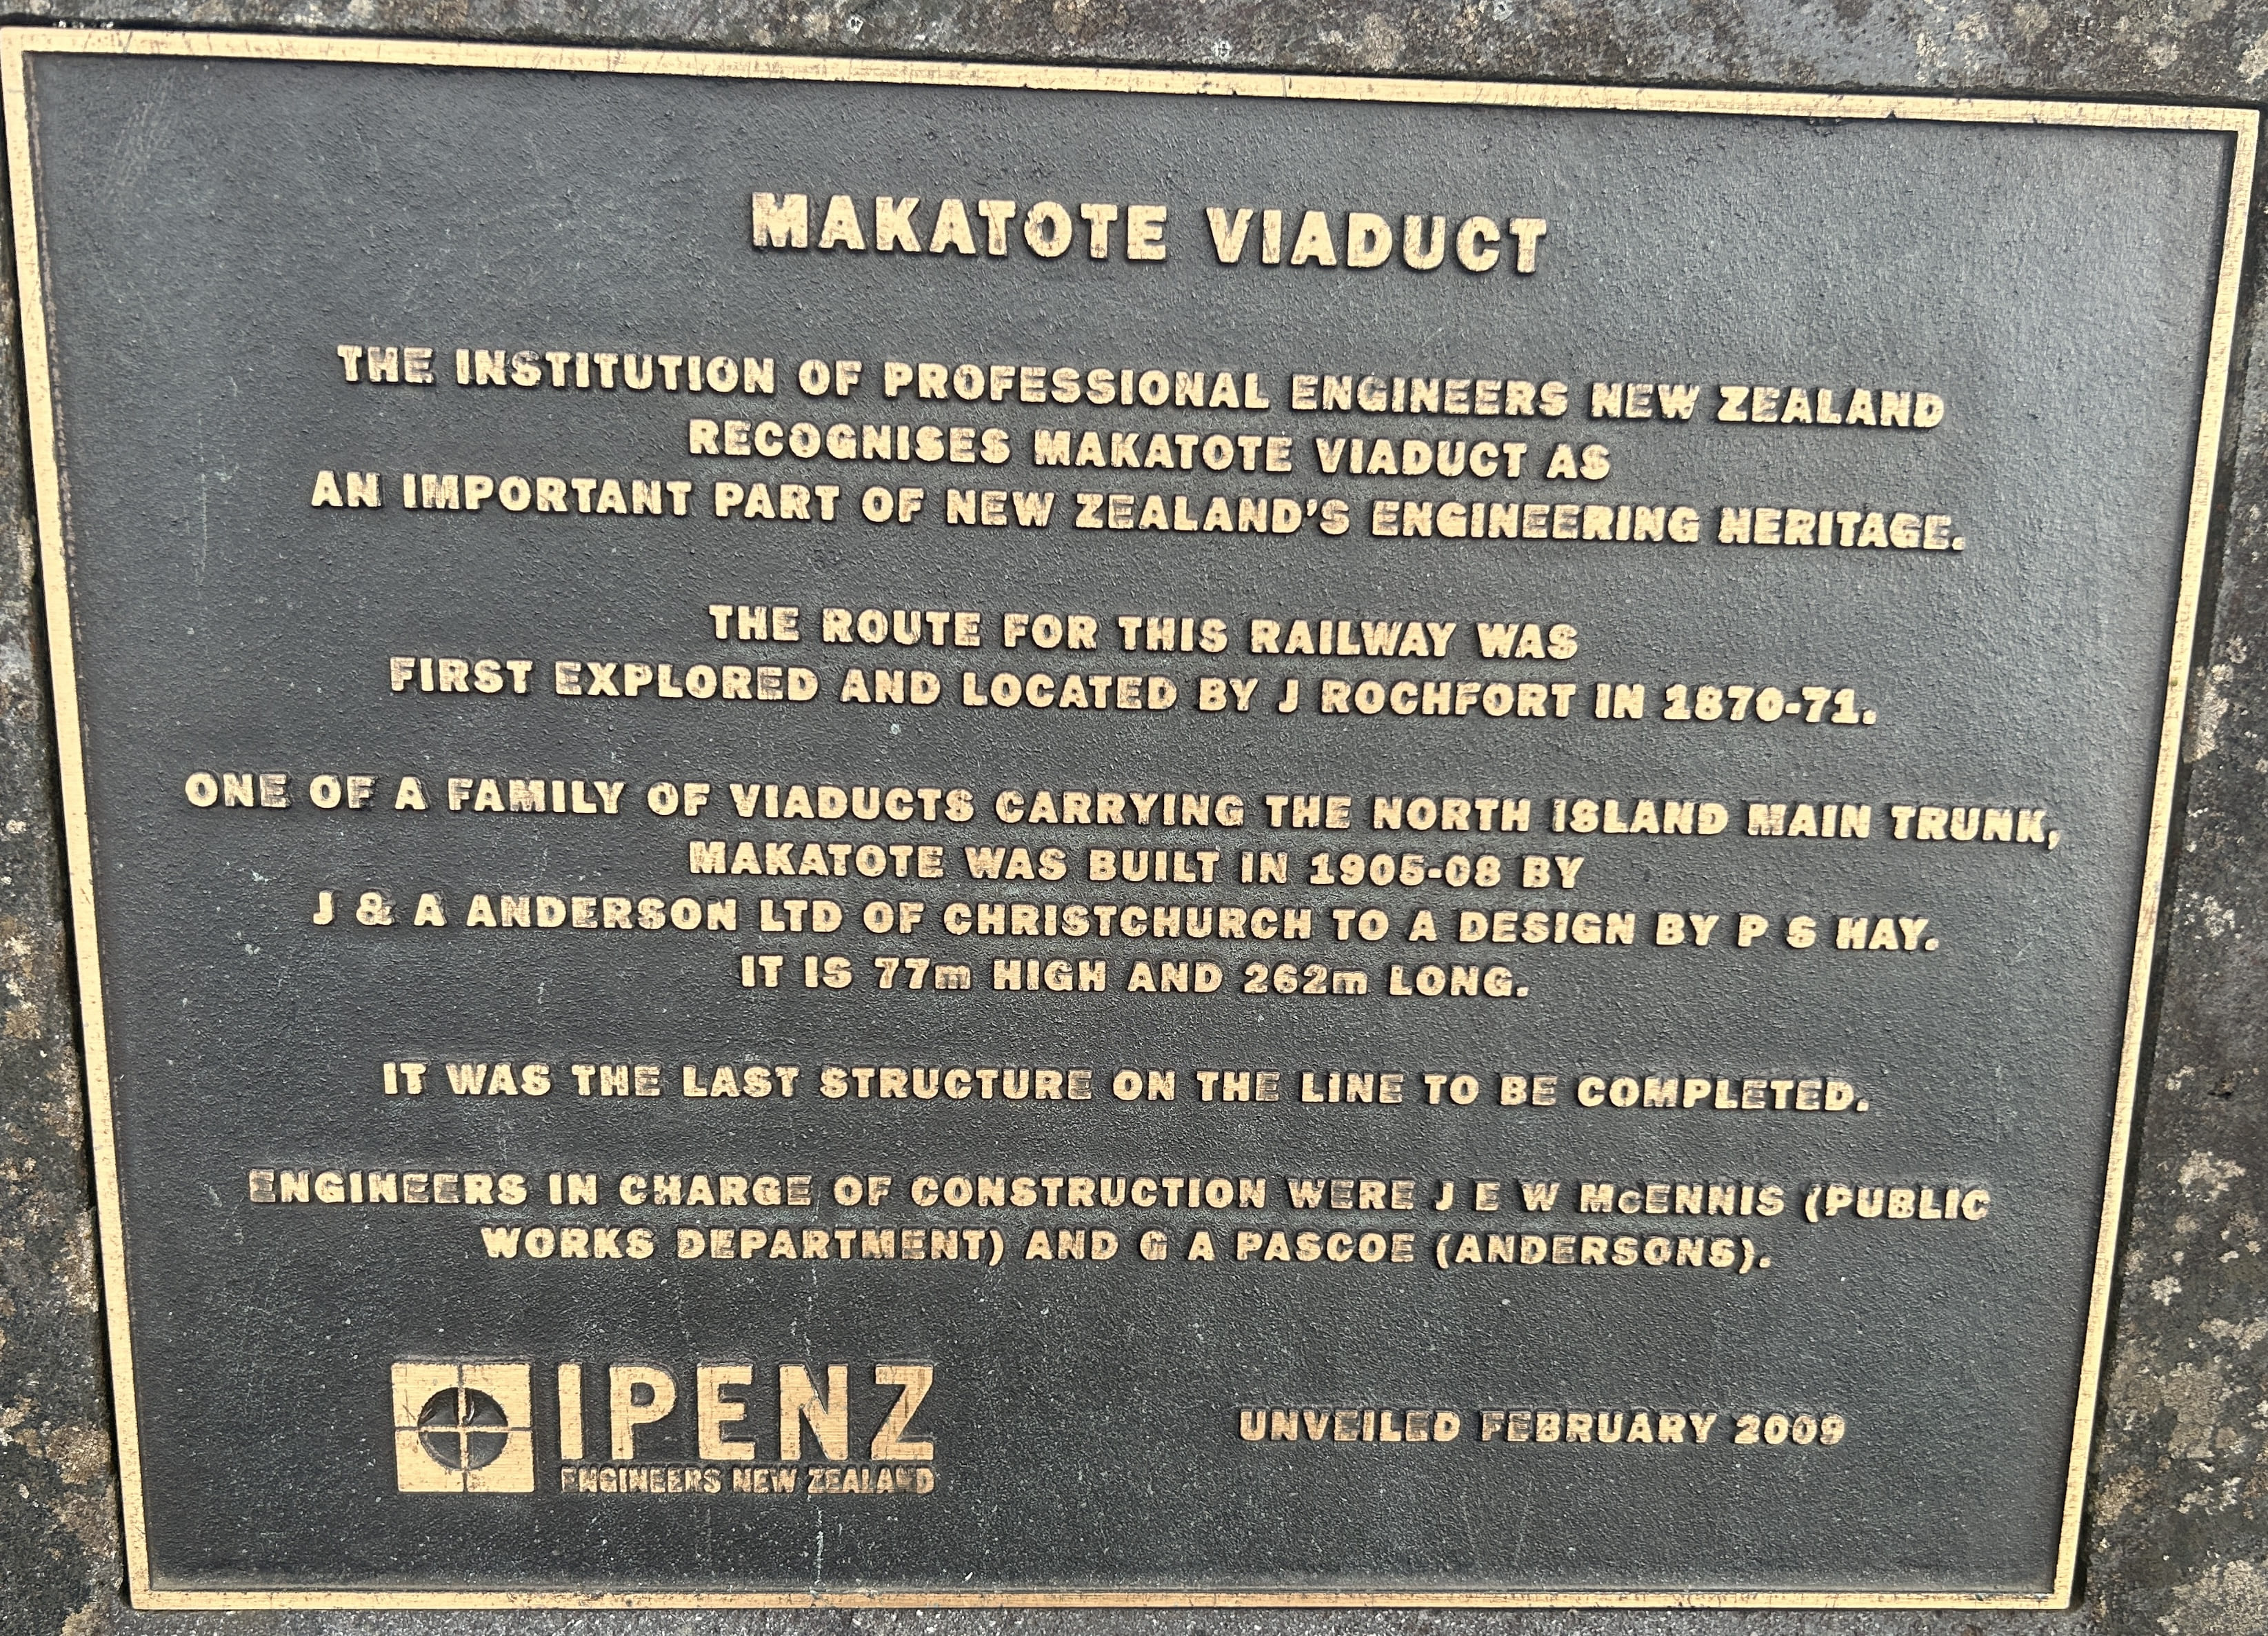 MAKATOTE VIADUCT
THE INSTITUTION OF PROFESSIONAL ENGINEERS NEW ZEALAND
RECOGNISES MAKATOTE VIADUCT AS
AN IMPORTANT PART OF NEW ZEALAND'S ENGINEERING HERITAGE.
THE ROUTE FOR THIS RAILWAY WAS
FIRST EXPLORED AND LOCATED BY J ROCHFORT IN 1870-71.
ONE OF A FAMILY OF VIADUCTS CARRYING THE NORTH ISLAND MAIN TRUNK,
MAKATOTE WAS BUILT IN 1905-08 BY
J & A ANDERSON LTD OF CHRISTCHURCH TO A DESIGN BY P S HAY.
IT IS 77m HIGH AND 262m LONG.
IT WAS THE LAST STRUCTURE ON THE LINE TO BE COMPLETED.
ENGINEERS IN CHARGE OF CONSTRUCTION WERE J E W McENNIS (PUBLIC
WORKS DEPARTMENT) AND G A PASCOE (ANDERSONS).
IPENZ
ENGINEERS NEW ZEALAND
UNVEILED FEBRUARY 2009